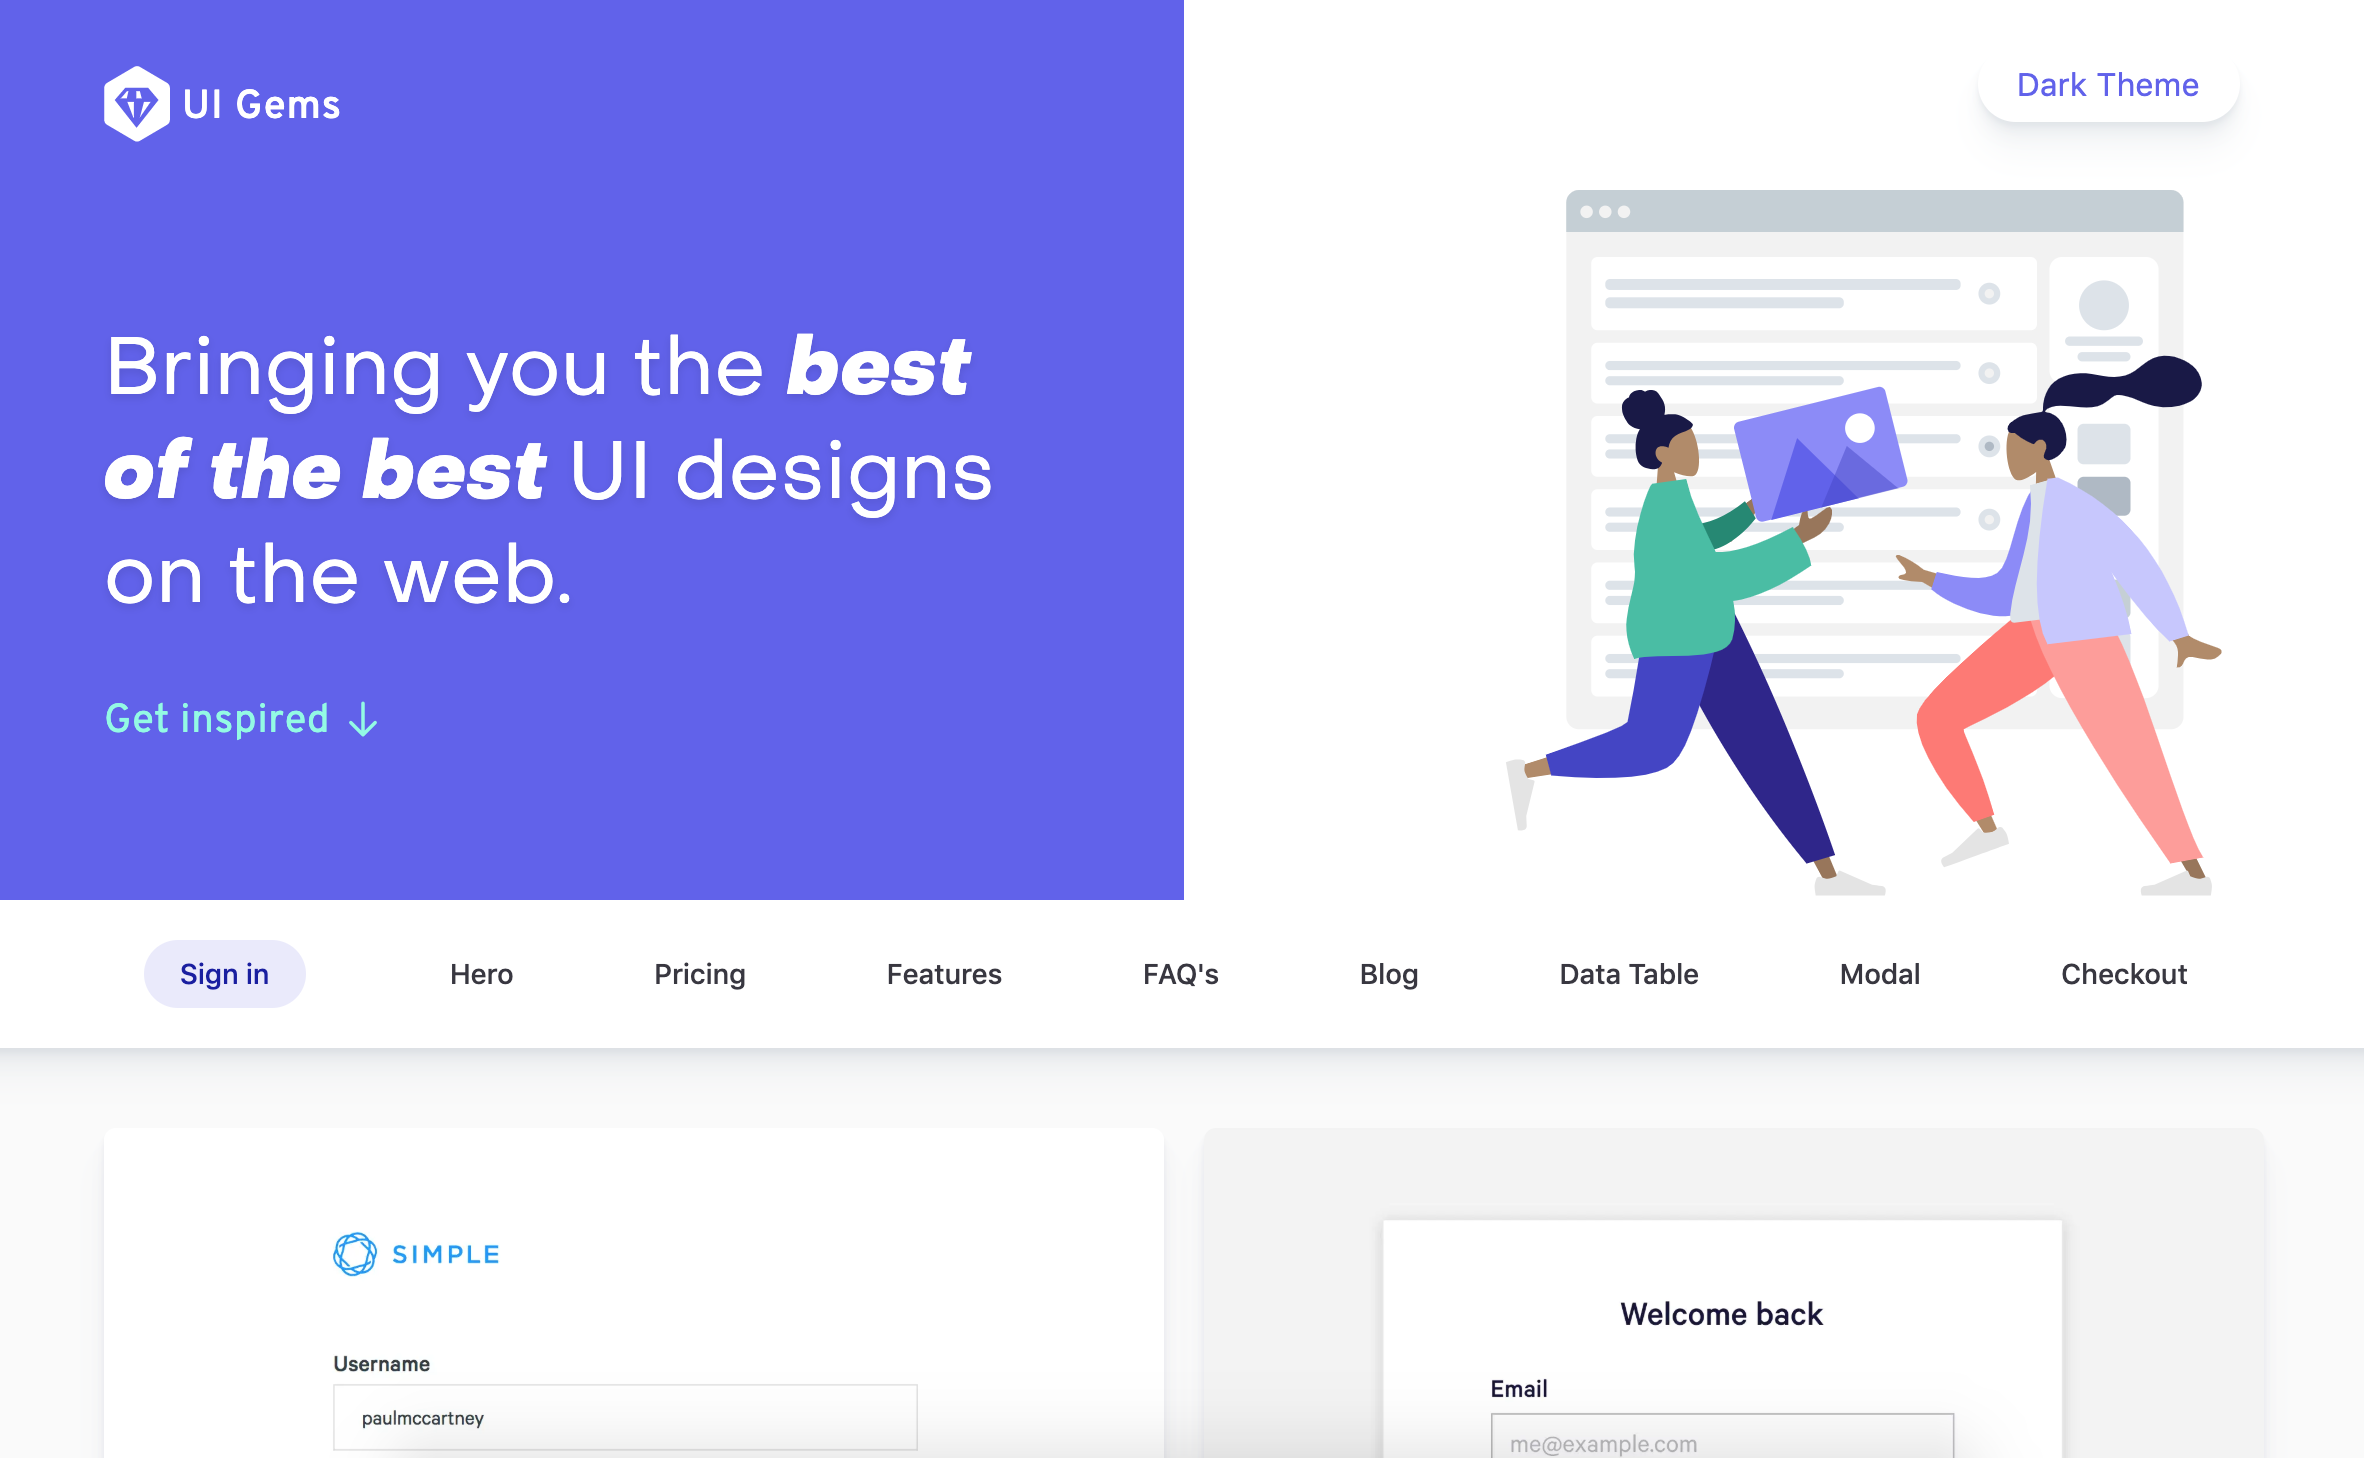 UI Gems
Dark Theme
Bringing you the best
of the best UI designs
on the web.
Get inspired ↓
Sign in
Hero
Pricing
Features
FAQ's
Blog
Data Table
Modal
Checkout
SIMPLE
Username
paulmccartney
Welcome back
Email
me@example.com